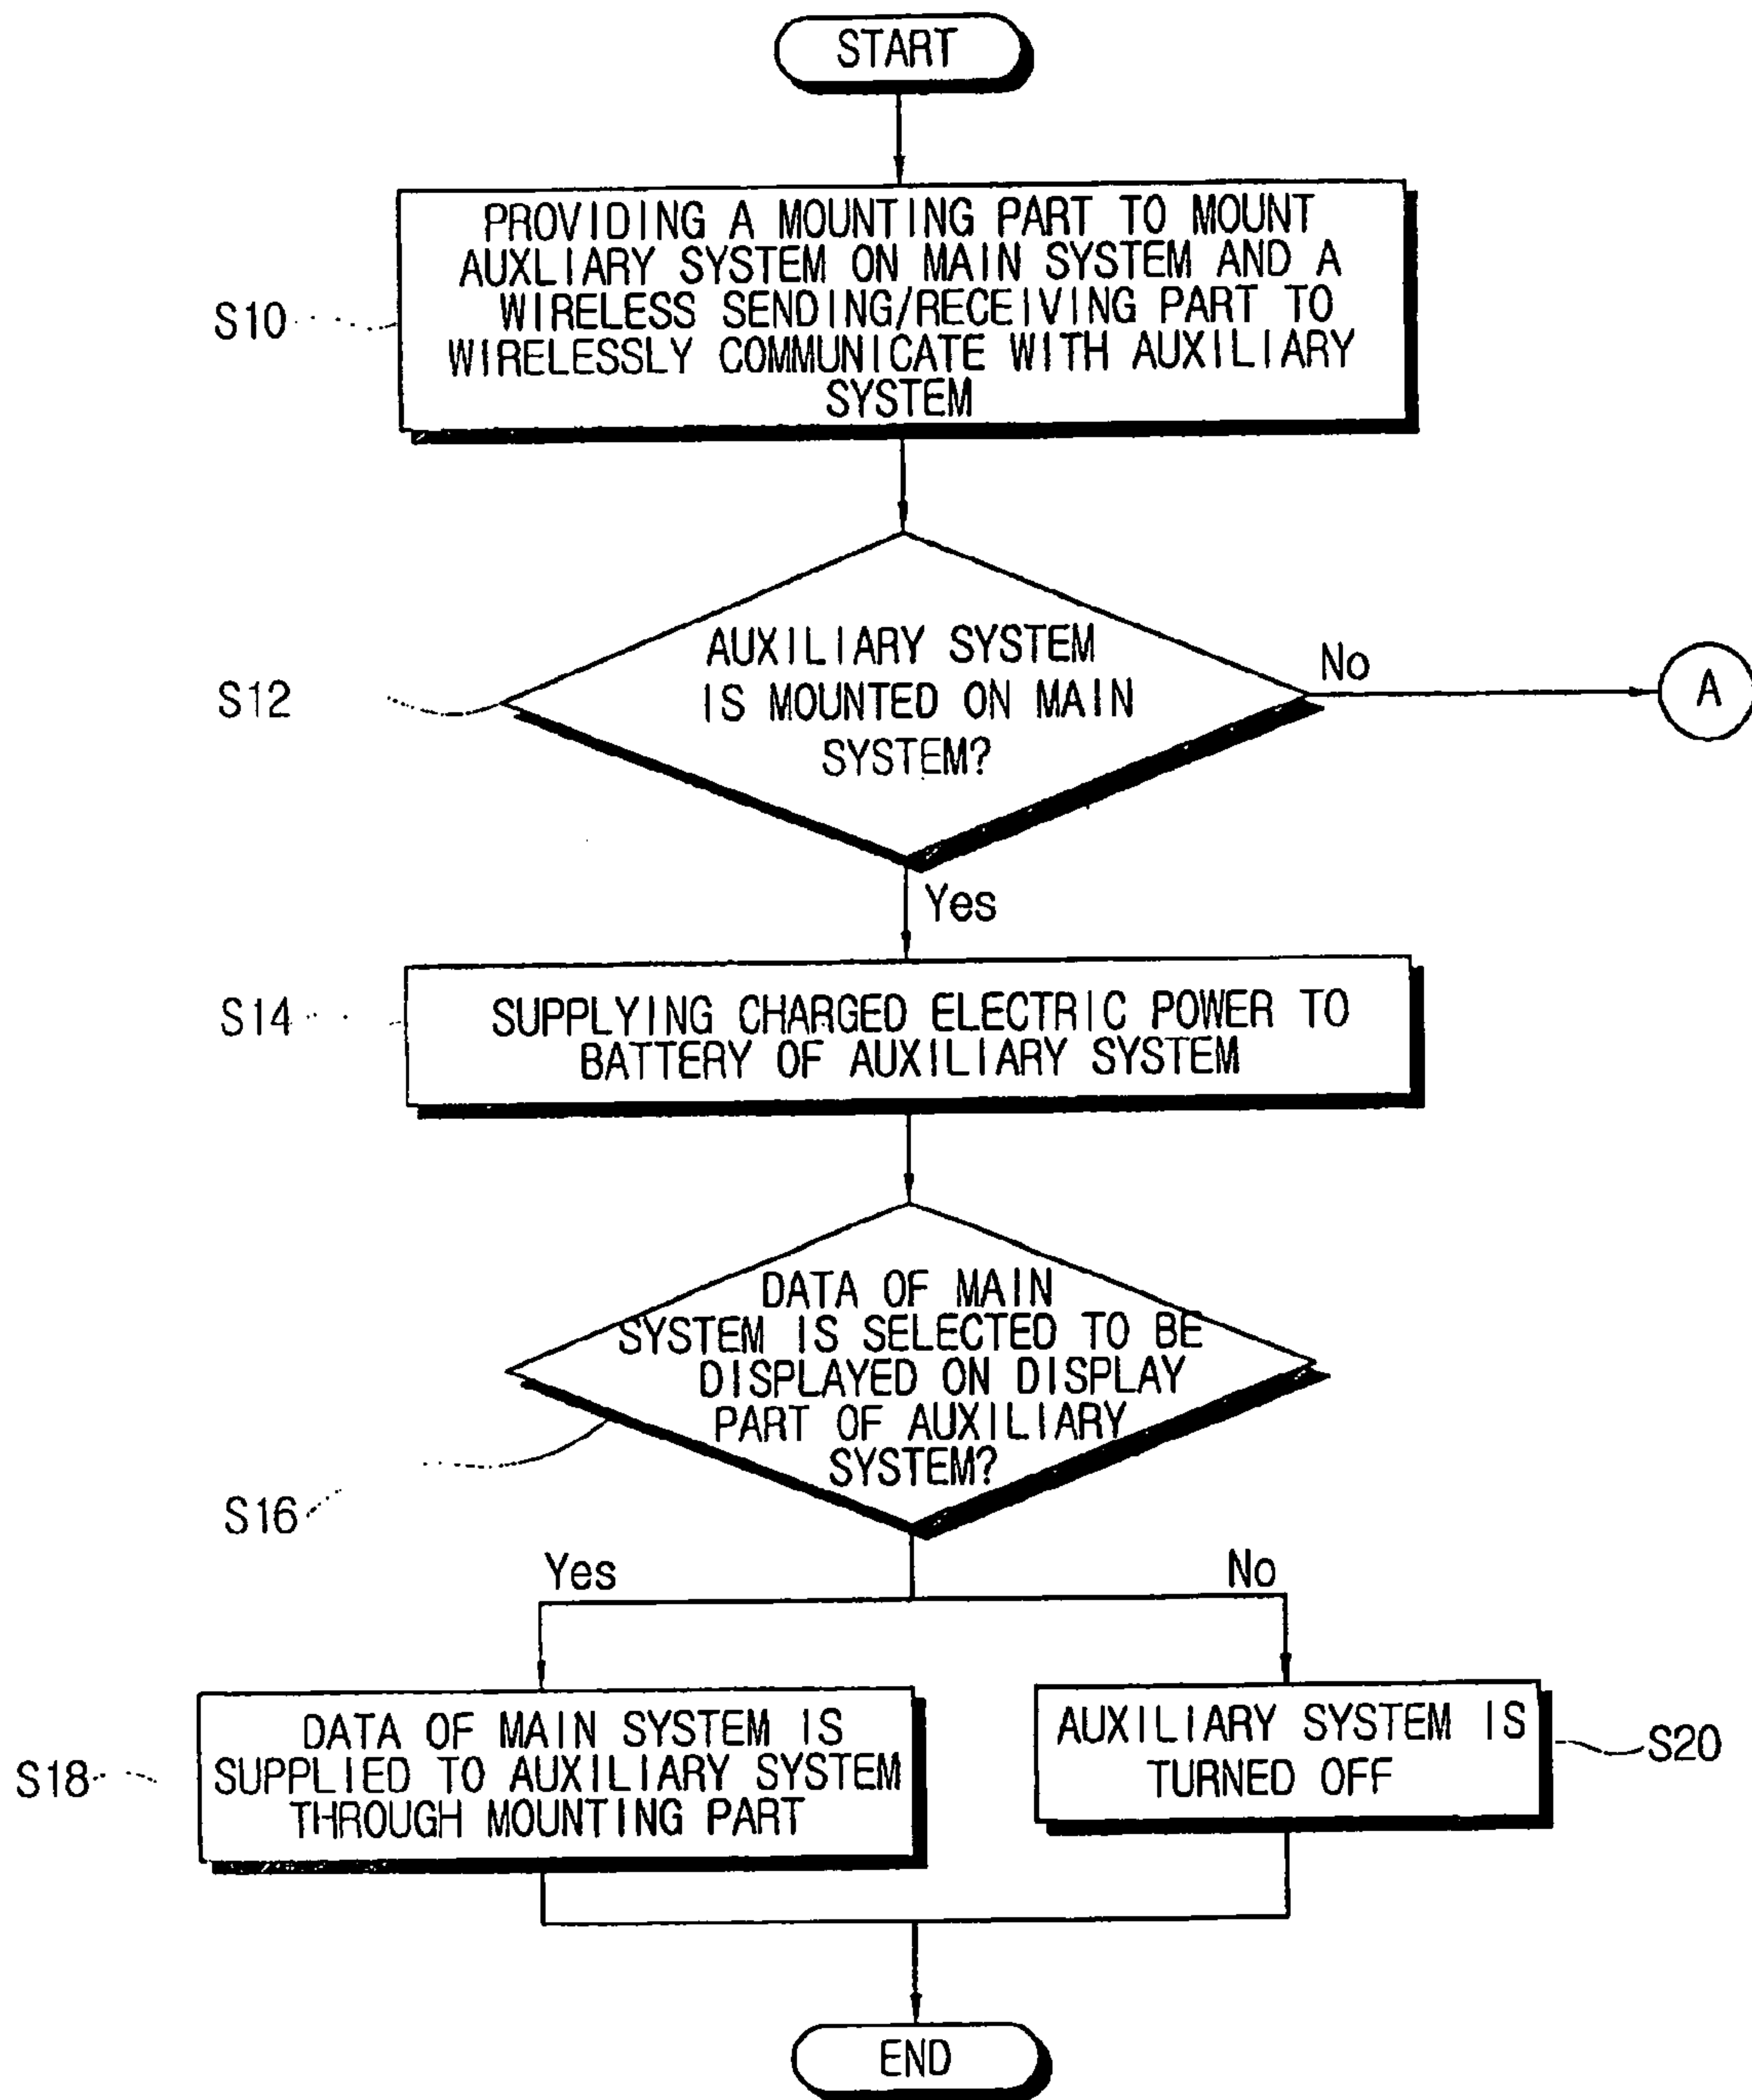 START
PROVIDING A MOUNTING PART TO MOUNT
AUXLIARY SYSTEM ON MAIN SYSTEM AND A
WIRELESS SENDING/RECEIVING PART TO
WIRELESSLY COMMUNICATE WITH AUXILIARY
SYSTEM
S10
AUXILIARY SYSTEM
IS MOUNTED ON MAIN
SYSTEM?
S12
No
A
Yes
S14
SUPPLYING CHARGED ELECTRIC POWER TO
BATTERY OF AUXILIARY SYSTEM
DATA OF MAIN
SYSTEM IS SELECTED TO BE
DISPLAYED ON DISPLAY
PART OF AUXILIARY
SYSTEM?
S16
Yes
No
DATA OF MAIN SYSTEM IS
SUPPLIED TO AUXILIARY SYSTEM
THROUGH MOUNTING PART
S18
AUXILIARY SYSTEM IS
TURNED OFF
S20
END